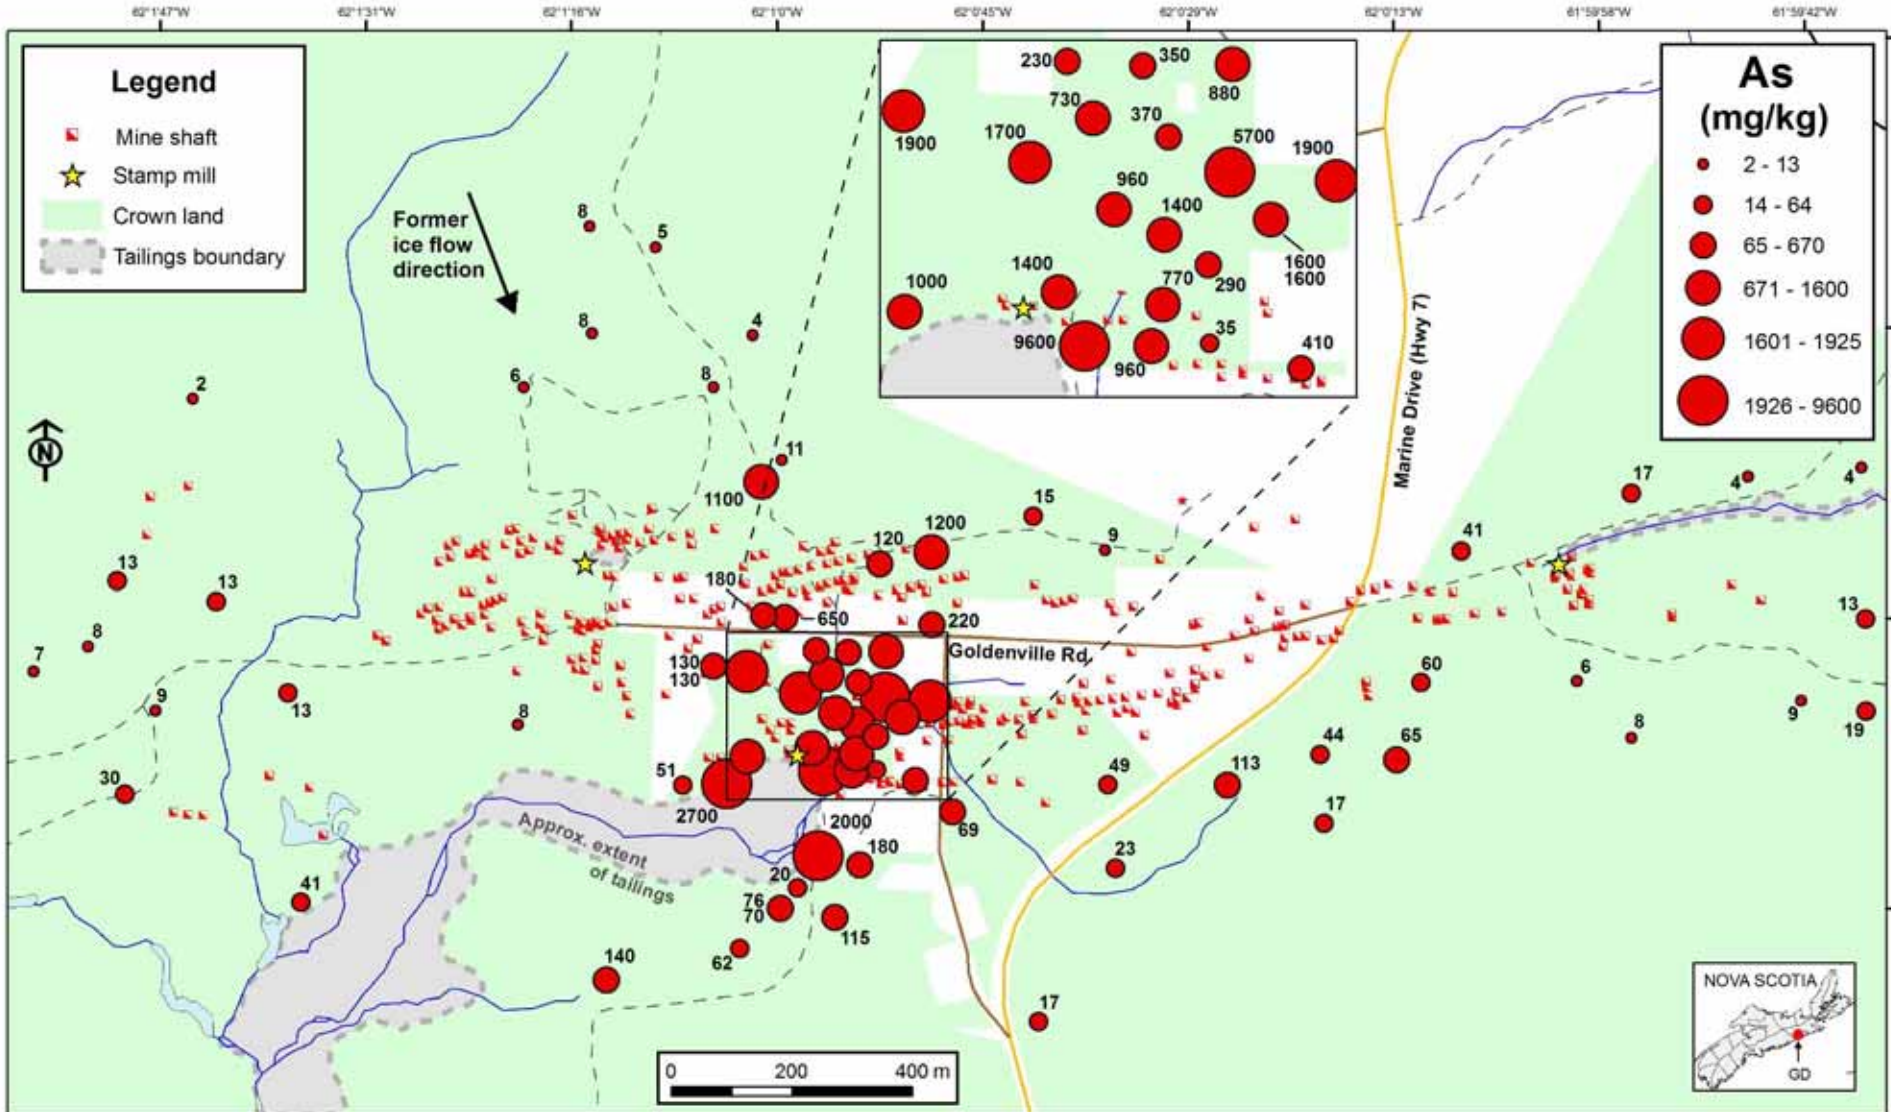 62°1'47"W
62°1'31"W
62°1'16"W
62°1'0"W
62°0'45"W
62°0'29"W
62°0'13"W
61°59'58"W
61°59'42"W
Legend
Mine shaft
Stamp mill
Crown land
Tailings boundary
Former
ice flow
direction
N
As
(mg/kg)
2 - 13
14 - 64
65 - 670
671 - 1600
1601 - 1925
1926 - 9600
230
350
880
1900
730
370
1700
5700
1900
960
1400
1600
1600
290
1000
1400
770
9600
960
35
410
8
5
8
4
6
8
2
11
1100
15
9
120
1200
180
650
220
130
130
Goldenville Rd
Marine Drive (Hwy 7)
17
4
4
41
13
13
8
7
9
13
8
30
41
51
2700
2000
180
69
20
76
70
115
62
140
49
113
23
17
44
65
17
60
6
8
9
13
19
Approx. extent
of tailings
0 200 400 m
NOVA SCOTIA
GD